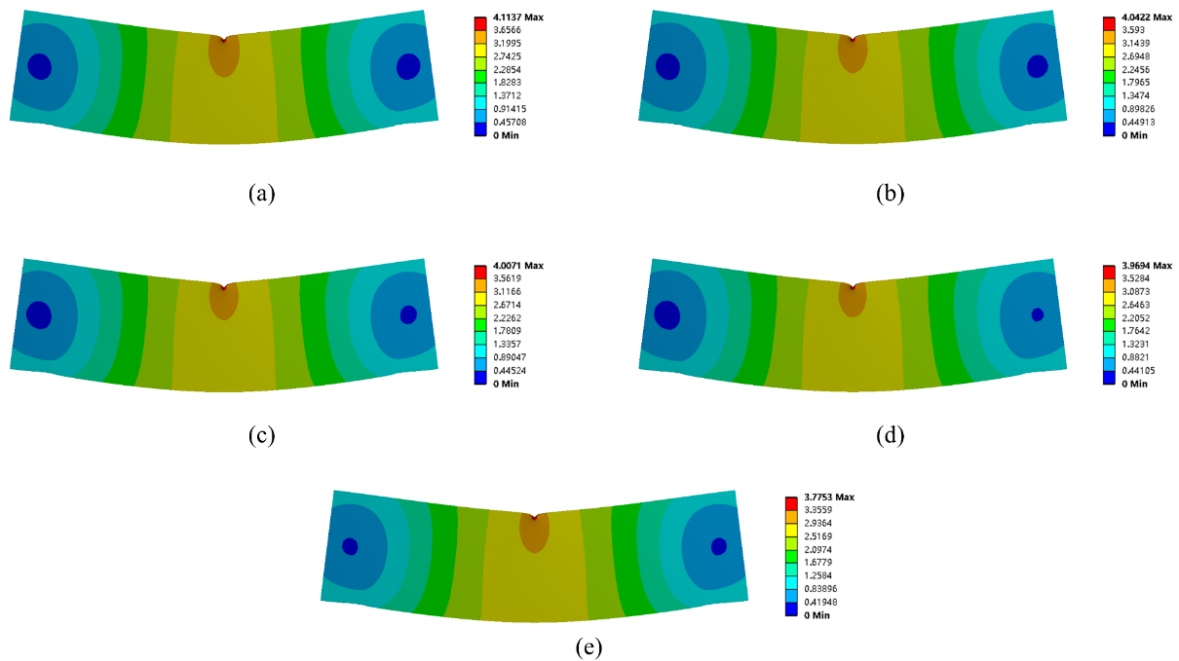 4.1137 Max
3.6566
3.1995
2.7425
2.2854
1.8283
1.3712
0.91415
0.45708
0 Min
(a)
4.0422 Max
3.593
3.1439
2.6948
2.2456
1.7965
1.3474
0.89826
0.44913
0 Min
(b)
4.0071 Max
3.5619
3.1166
2.6714
2.2262
1.7809
1.3357
0.89047
0.44524
0 Min
(c)
3.9694 Max
3.5284
3.0873
2.6463
2.2052
1.7642
1.3231
0.8821
0.44105
0 Min
(d)
3.7753 Max
3.3559
2.9364
2.5169
2.0974
1.6779
1.2584
0.83896
0.41948
0 Min
(e)